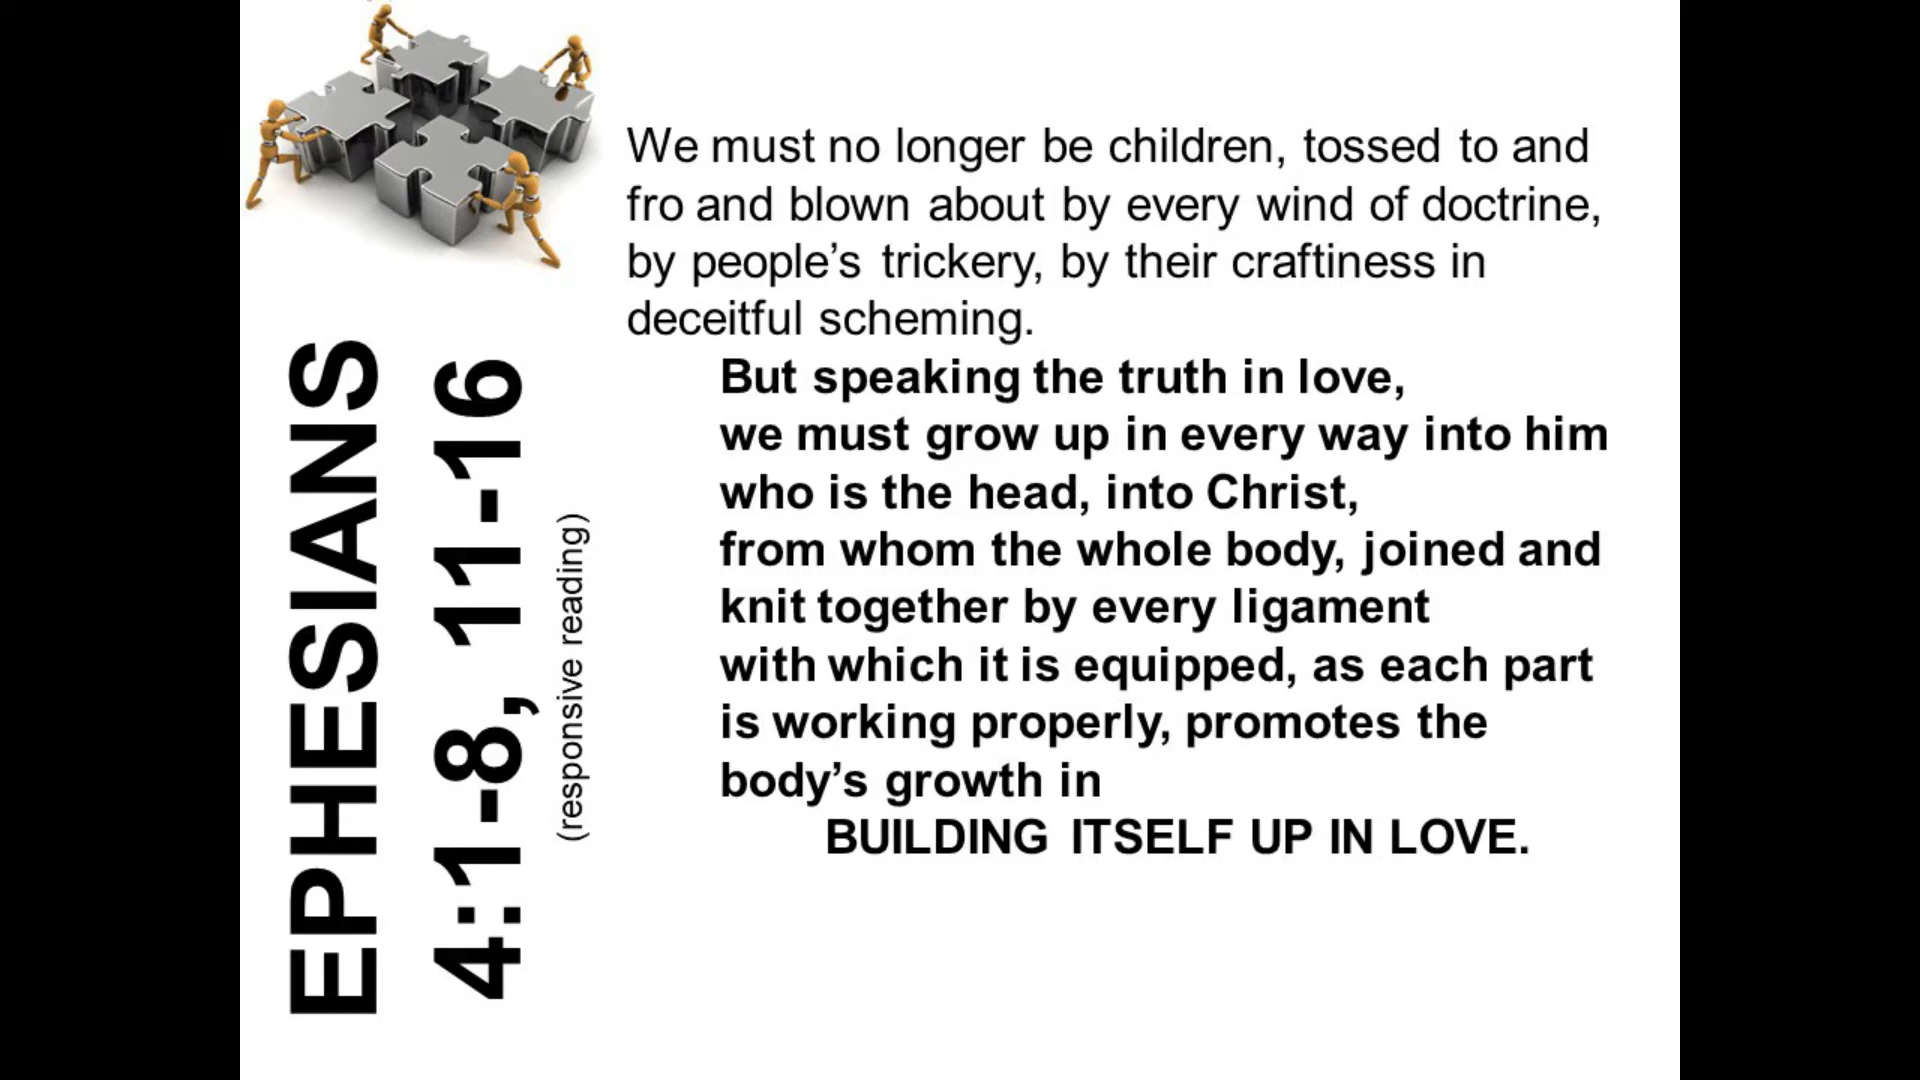 EPHESIANS
4:1-8, 11-16
(responsive reading)
We must no longer be children, tossed to and
fro and blown about by every wind of doctrine,
by people’s trickery, by their craftiness in
deceitful scheming.
But speaking the truth in love,
we must grow up in every way into him
who is the head, into Christ,
from whom the whole body, joined and
knit together by every ligament
with which it is equipped, as each part
is working properly, promotes the
body’s growth in
BUILDING ITSELF UP IN LOVE.